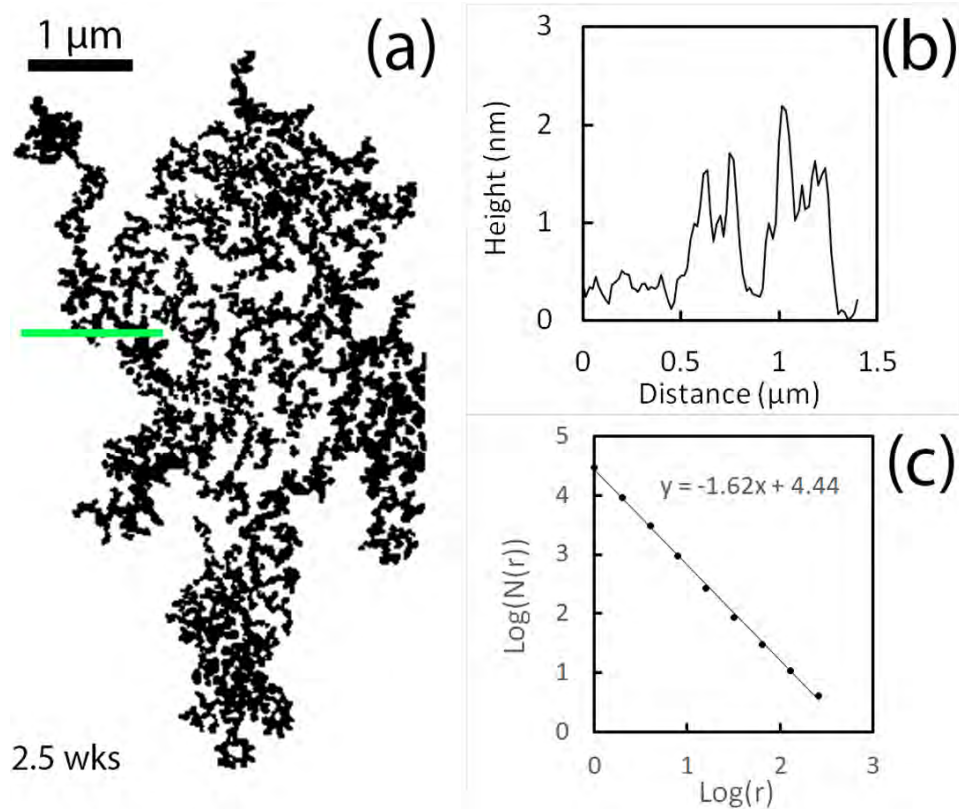 1 μm
(a)
2.5 wks
(b)
3
2
1
0
Height (nm)
0
0.5
1
1.5
Distance (μm)
(c)
5
4
3
2
1
0
y = -1.62x + 4.44
Log(N(r))
0
1
2
3
Log(r)